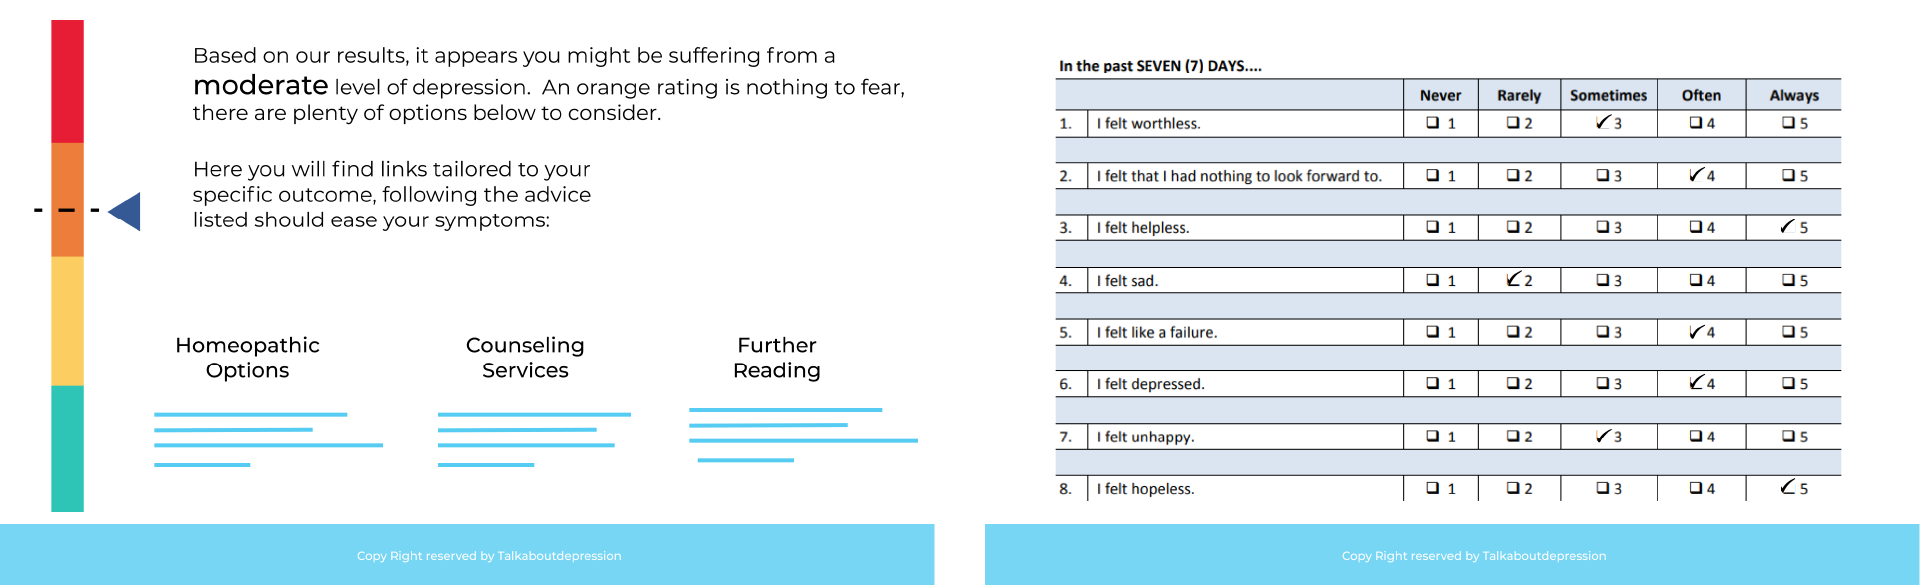 Based on our results, it appears you might be suffering from a
moderate level of depression. An orange rating is nothing to fear,
there are plenty of options below to consider.
Here you will find links tailored to your
specific outcome, following the advice
listed should ease your symptoms:
Homeopathic
Options
Counseling
Services
Further
Reading
Copy Right reserved by Talkaboutdepression
In the past SEVEN (7) DAYS....
Never Rarely Sometimes Often Always
1. I felt worthless. ❑ 1 ❑ 2 ✓ 3 ❑ 4 ❑ 5
2. I felt that I had nothing to look forward to. ❑ 1 ❑ 2 ❑ 3 ✓ 4 ❑ 5
3. I felt helpless. ❑ 1 ❑ 2 ❑ 3 ❑ 4 ✓ 5
4. I felt sad. ❑ 1 ✓ 2 ❑ 3 ❑ 4 ❑ 5
5. I felt like a failure. ❑ 1 ❑ 2 ❑ 3 ✓ 4 ❑ 5
6. I felt depressed. ❑ 1 ❑ 2 ❑ 3 ✓ 4 ❑ 5
7. I felt unhappy. ❑ 1 ❑ 2 ✓ 3 ❑ 4 ❑ 5
8. I felt hopeless. ❑ 1 ❑ 2 ❑ 3 ❑ 4 ✓ 5
Copy Right reserved by Talkaboutdepression